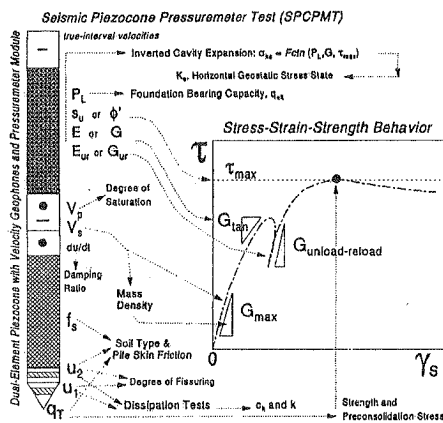 Seismic Piezocone Pressuremeter Test (SPCPMT)
true-interval velocities
Inverted Cavity Expansion: σho = Fctn (PL, G, τmax)
K₀, Horizontal Geostatic Stress State
PL → Foundation Bearing Capacity, qult
su or ϕ'
E or G
Eur or Gur
Stress-Strain-Strength Behavior
τ
τmax
Gtan
Gunload-reload
Gmax
0
γs
Vp
Degree of
Saturation
Vs
du/dt
Damping
Ratio
Mass
Density
fs
Soil Type &
Pile Skin Friction
u₂
u₁
Degree of Fissuring
Dissipation Tests
ch and k
qT
Strength and
Preconsolidation Stress
Dual-Element Piezocone with Velocity Geophones and Pressuremeter Module